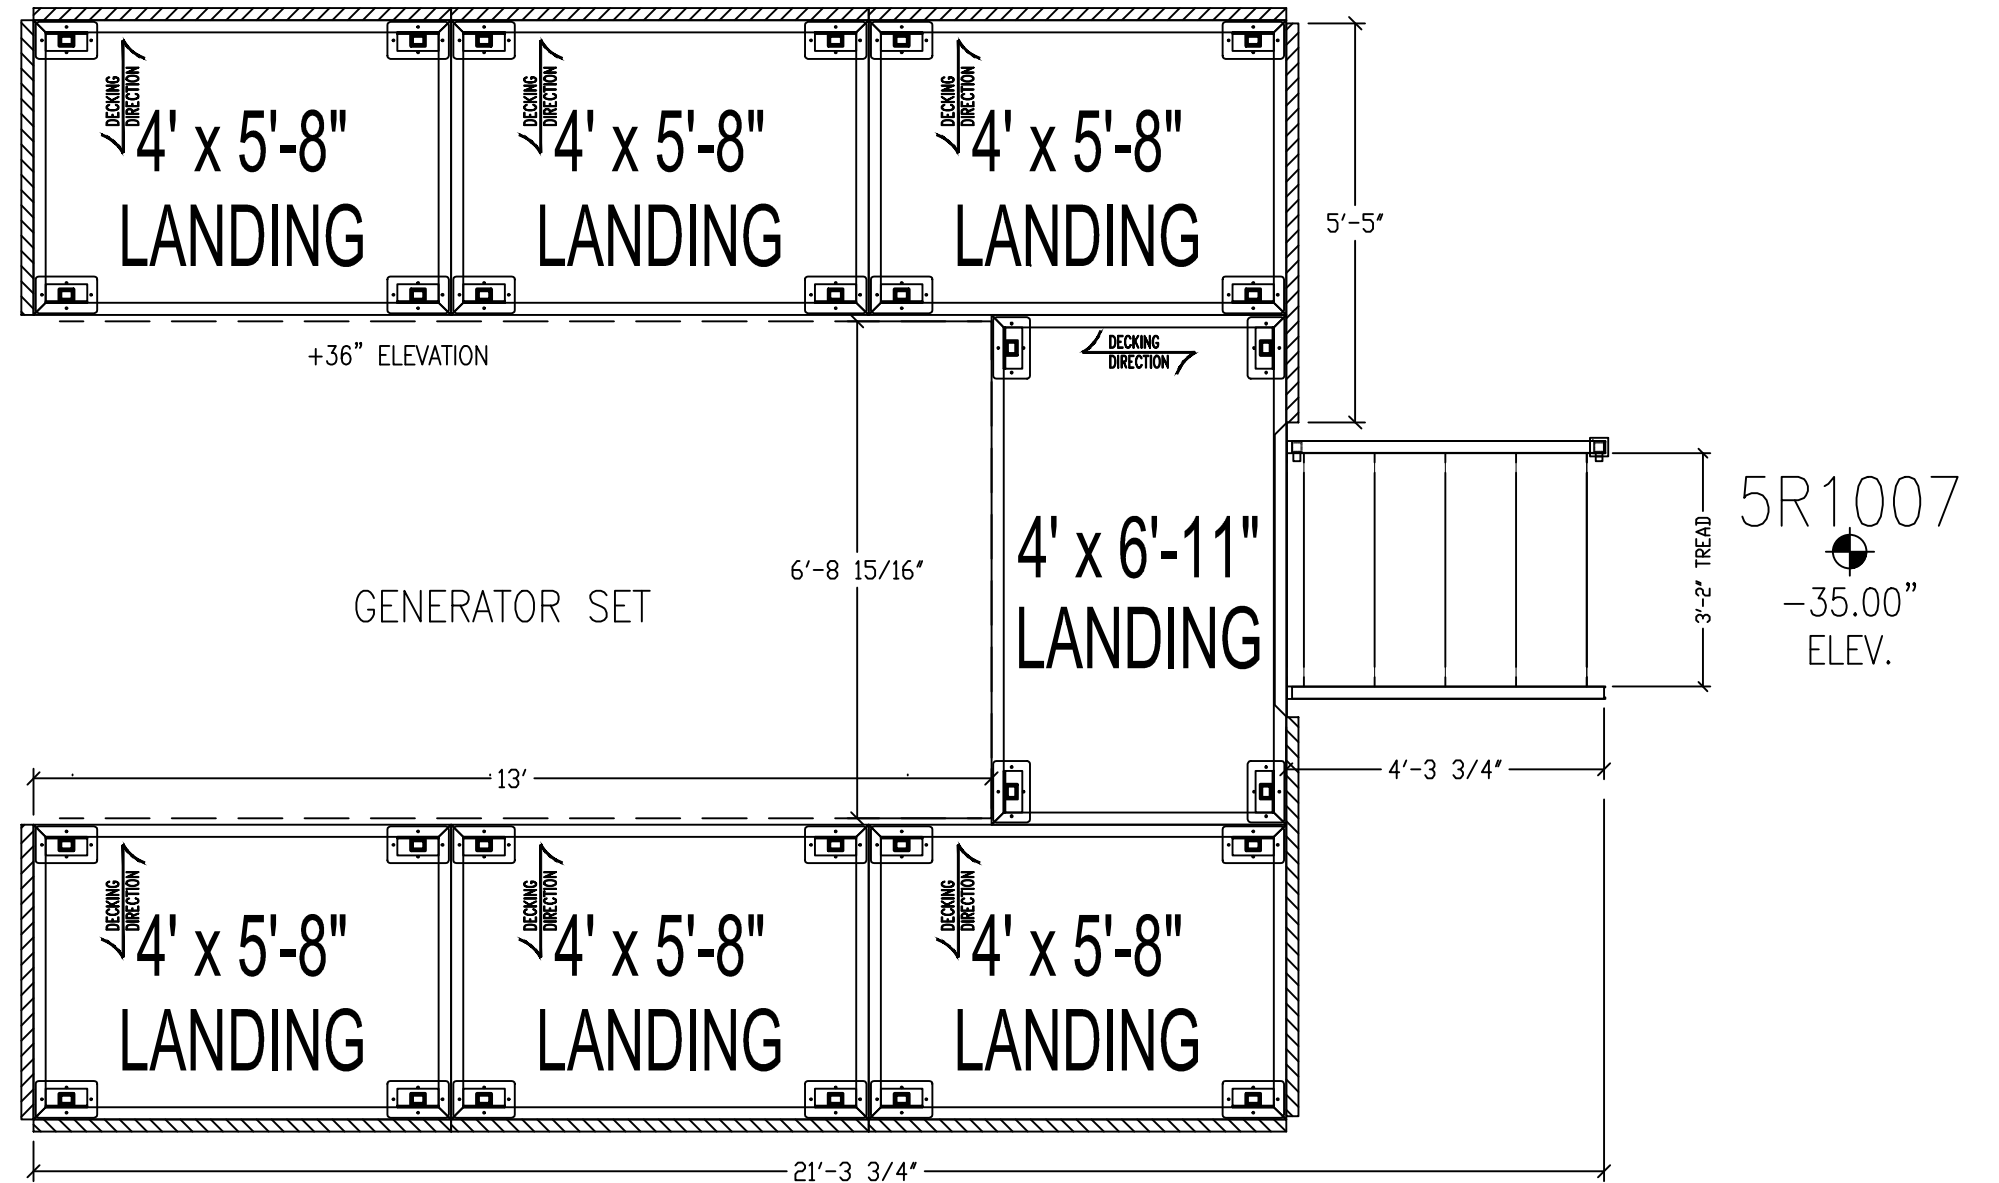 DECKING
DIRECTION
4' x 5'-8"
LANDING
DECKING
DIRECTION
4' x 5'-8"
LANDING
DECKING
DIRECTION
4' x 5'-8"
LANDING
5'-5"
+36" ELEVATION
DECKING
DIRECTION
GENERATOR SET
6'-8 15/16"
4' x 6'-11"
LANDING
3'-2" TREAD
5R1007
-35.00"
ELEV.
13'
4'-3 3/4"
DECKING
DIRECTION
4' x 5'-8"
LANDING
DECKING
DIRECTION
4' x 5'-8"
LANDING
DECKING
DIRECTION
4' x 5'-8"
LANDING
21'-3 3/4"